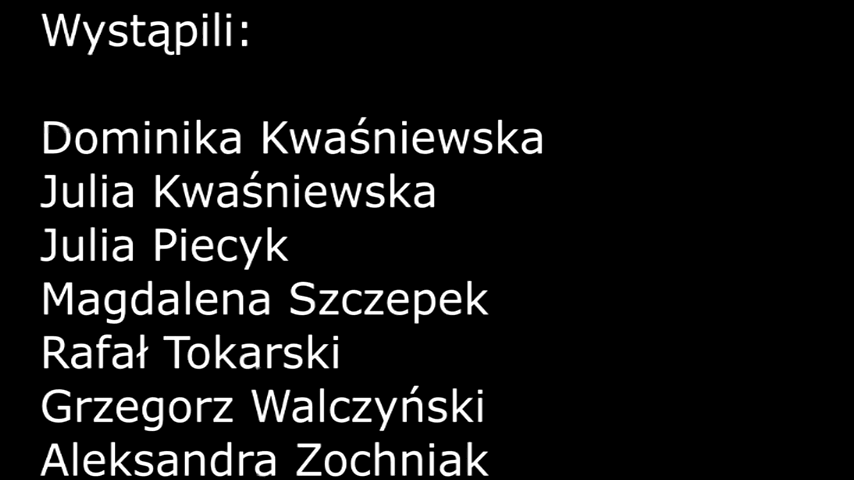 Wystąpili:
Dominika Kwaśniewska
Julia Kwaśniewska
Julia Piecyk
Magdalena Szczepek
Rafał Tokarski
Grzegorz Walczyński
Aleksandra Zochniak